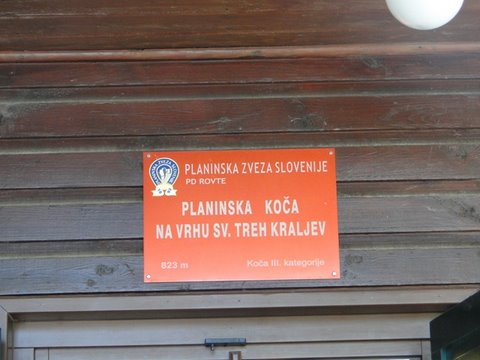 PLANINSKA ZVEZA SLOVENIJE
PD ROVTE
PLANINSKA KOČA
NA VRHU SV. TREH KRALJEV
823 m
Koča III. kategorije